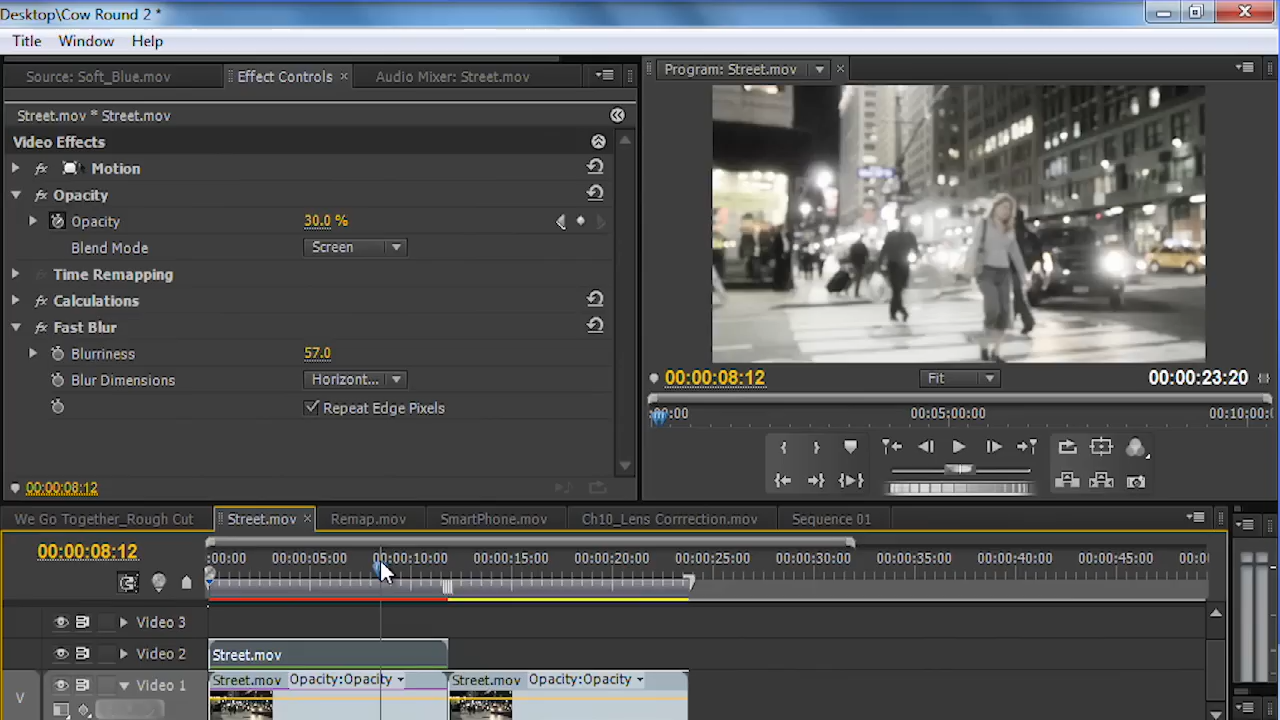 Desktop\Cow Round 2 *
Title Window Help
Source: Soft_Blue.mov Effect Controls × Audio Mixer: Street.mov
Program: Street.mov
Street.mov * Street.mov
Video Effects
fx Motion
fx Opacity
Opacity 30.0 %
Blend Mode Screen
Time Remapping
fx Calculations
fx Fast Blur
Blurriness 57.0
Blur Dimensions Horizont...
Repeat Edge Pixels
00:00:08:12
00:00:08:12 Fit 00:00:23:20
:00:00 00:05:00:00 00:10:00:
We Go Together_Rough Cut Street.mov × Remap.mov SmartPhone.mov Ch10_Lens Corrrection.mov Sequence 01
00:00:08:12
:00:00 00:00:05:00 00:00:10:00 00:00:15:00 00:00:20:00 00:00:25:00 00:00:30:00 00:00:35:00 00:00:40:00 00:00:45:00 00:0
Video 3
Video 2
Street.mov
V
Video 1
Street.mov Opacity:Opacity
Street.mov Opacity:Opacity